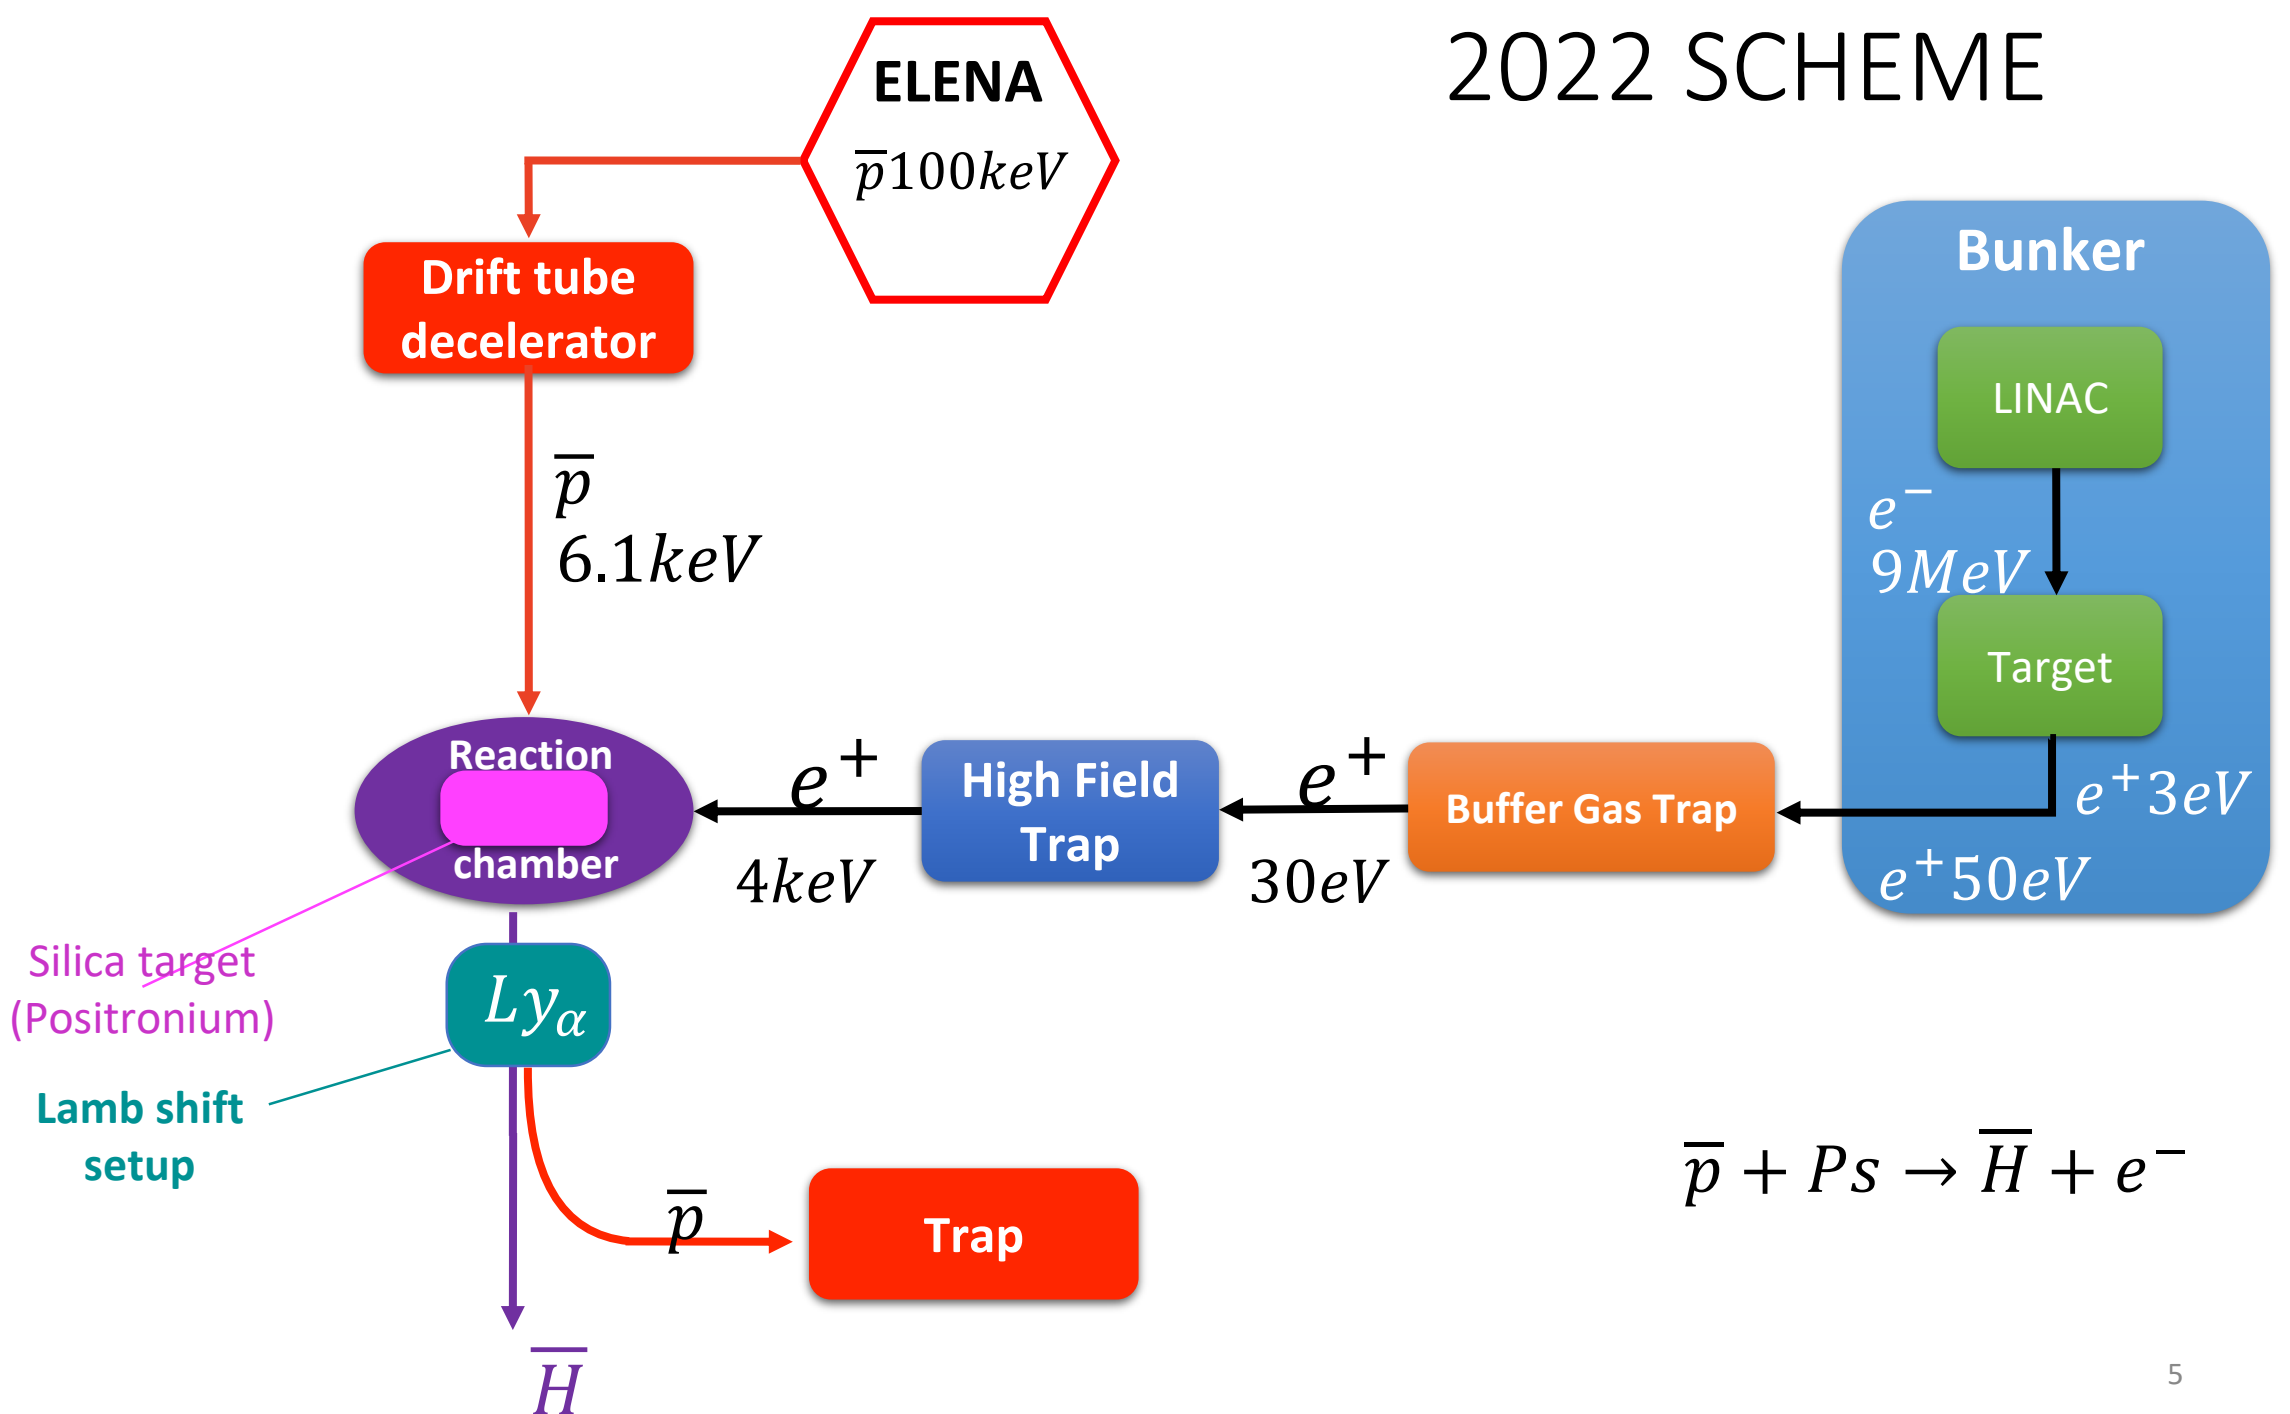 2022 SCHEME
ELENA
p̅100keV
Drift tube
decelerator
p̅
6.1keV
Bunker
LINAC
e⁻
9MeV
Target
e⁺3eV
e⁺50eV
Buffer Gas Trap
e⁺
30eV
High Field
Trap
e⁺
4keV
Reaction
chamber
Silica target
(Positronium)
Ly_α
Lamb shift
setup
p̅
Trap
H̅
p̅ + Ps → H̅ + e⁻
5